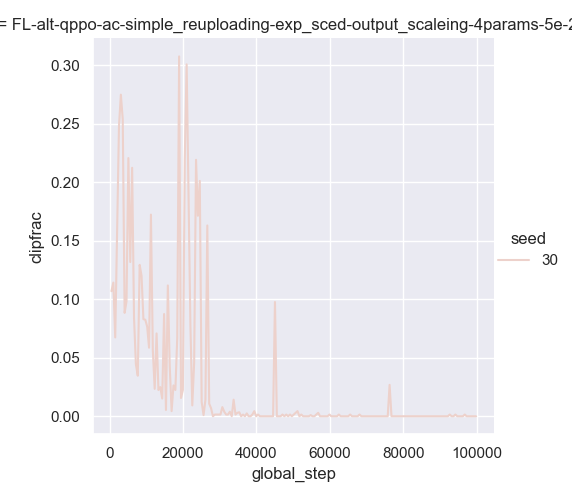 = FL-alt-qppo-ac-simple_reuploading-exp_sced-output_scaleing-4params-5e-2
0.30
0.25
0.20
0.15
0.10
0.05
0.00
clipfrac
0 20000 40000 60000 80000 100000
global_step
seed
30